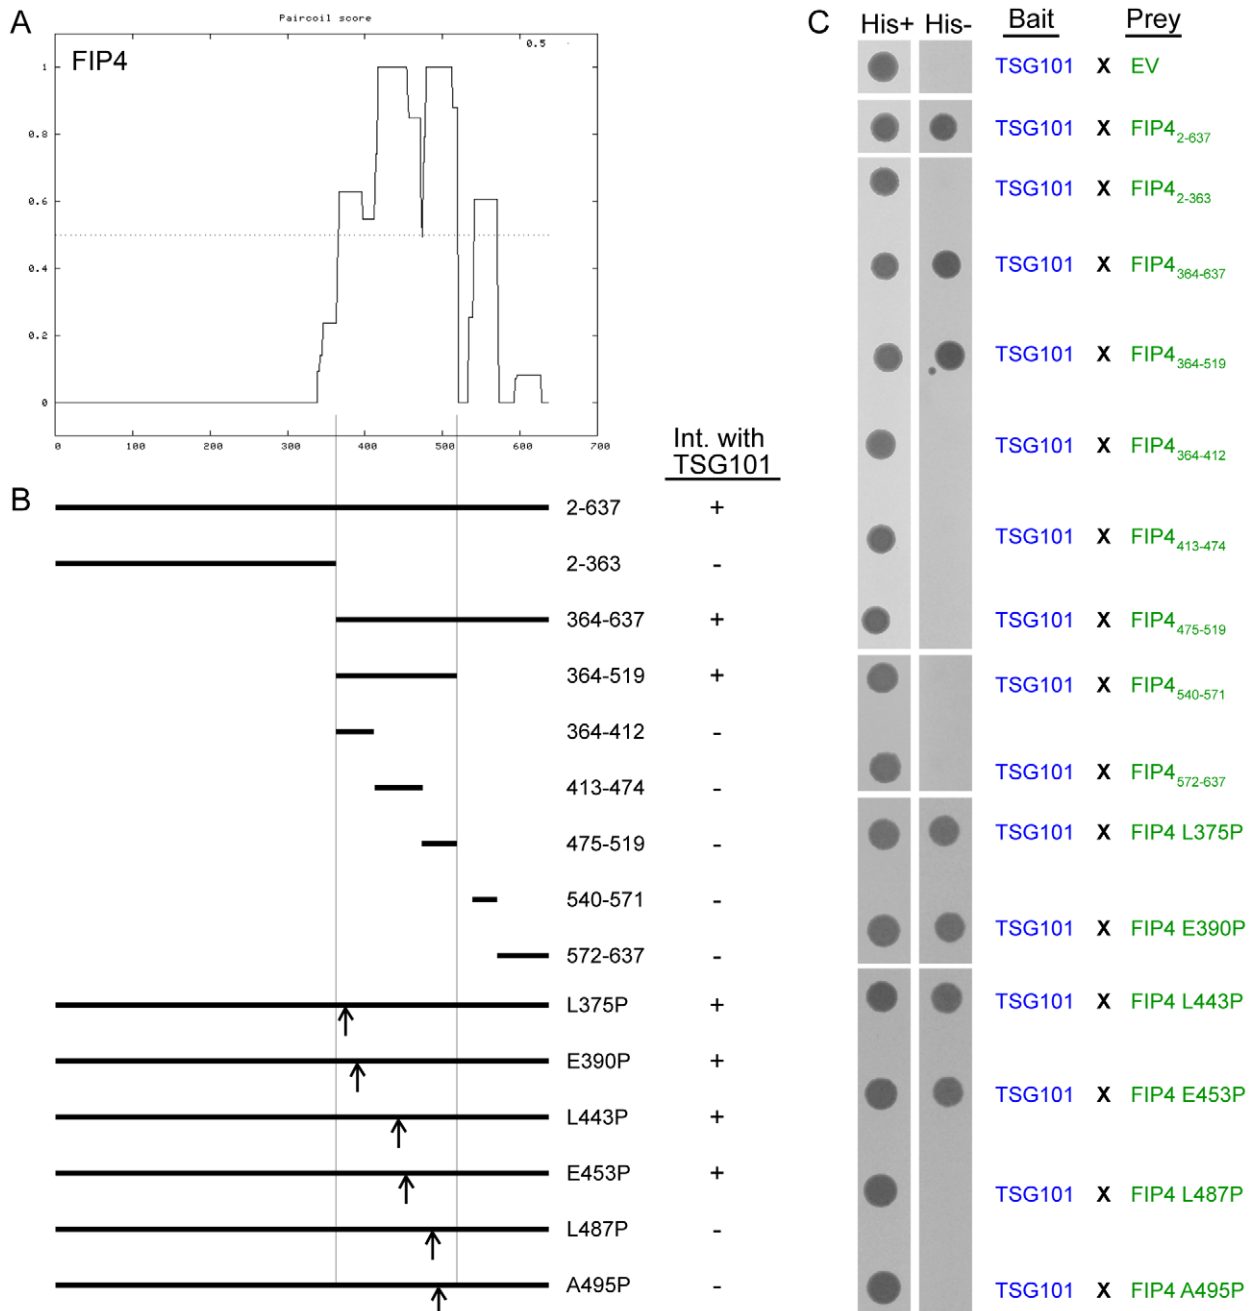 A
Paircoil score
FIP4
0.5
1
0.8
0.6
0.4
0.2
0
0 100 200 300 400 500 600 700
Int. with
TSG101
B
2-637 +
2-363 -
364-637 +
364-519 +
364-412 -
413-474 -
475-519 -
540-571 -
572-637 -
L375P +
E390P +
L443P +
E453P +
L487P -
A495P -
C
His+ His- Bait Prey
TSG101 X EV
TSG101 X FIP4 2-637
TSG101 X FIP4 2-363
TSG101 X FIP4 364-637
TSG101 X FIP4 364-519
TSG101 X FIP4 364-412
TSG101 X FIP4 413-474
TSG101 X FIP4 475-519
TSG101 X FIP4 540-571
TSG101 X FIP4 572-637
TSG101 X FIP4 L375P
TSG101 X FIP4 E390P
TSG101 X FIP4 L443P
TSG101 X FIP4 E453P
TSG101 X FIP4 L487P
TSG101 X FIP4 A495P